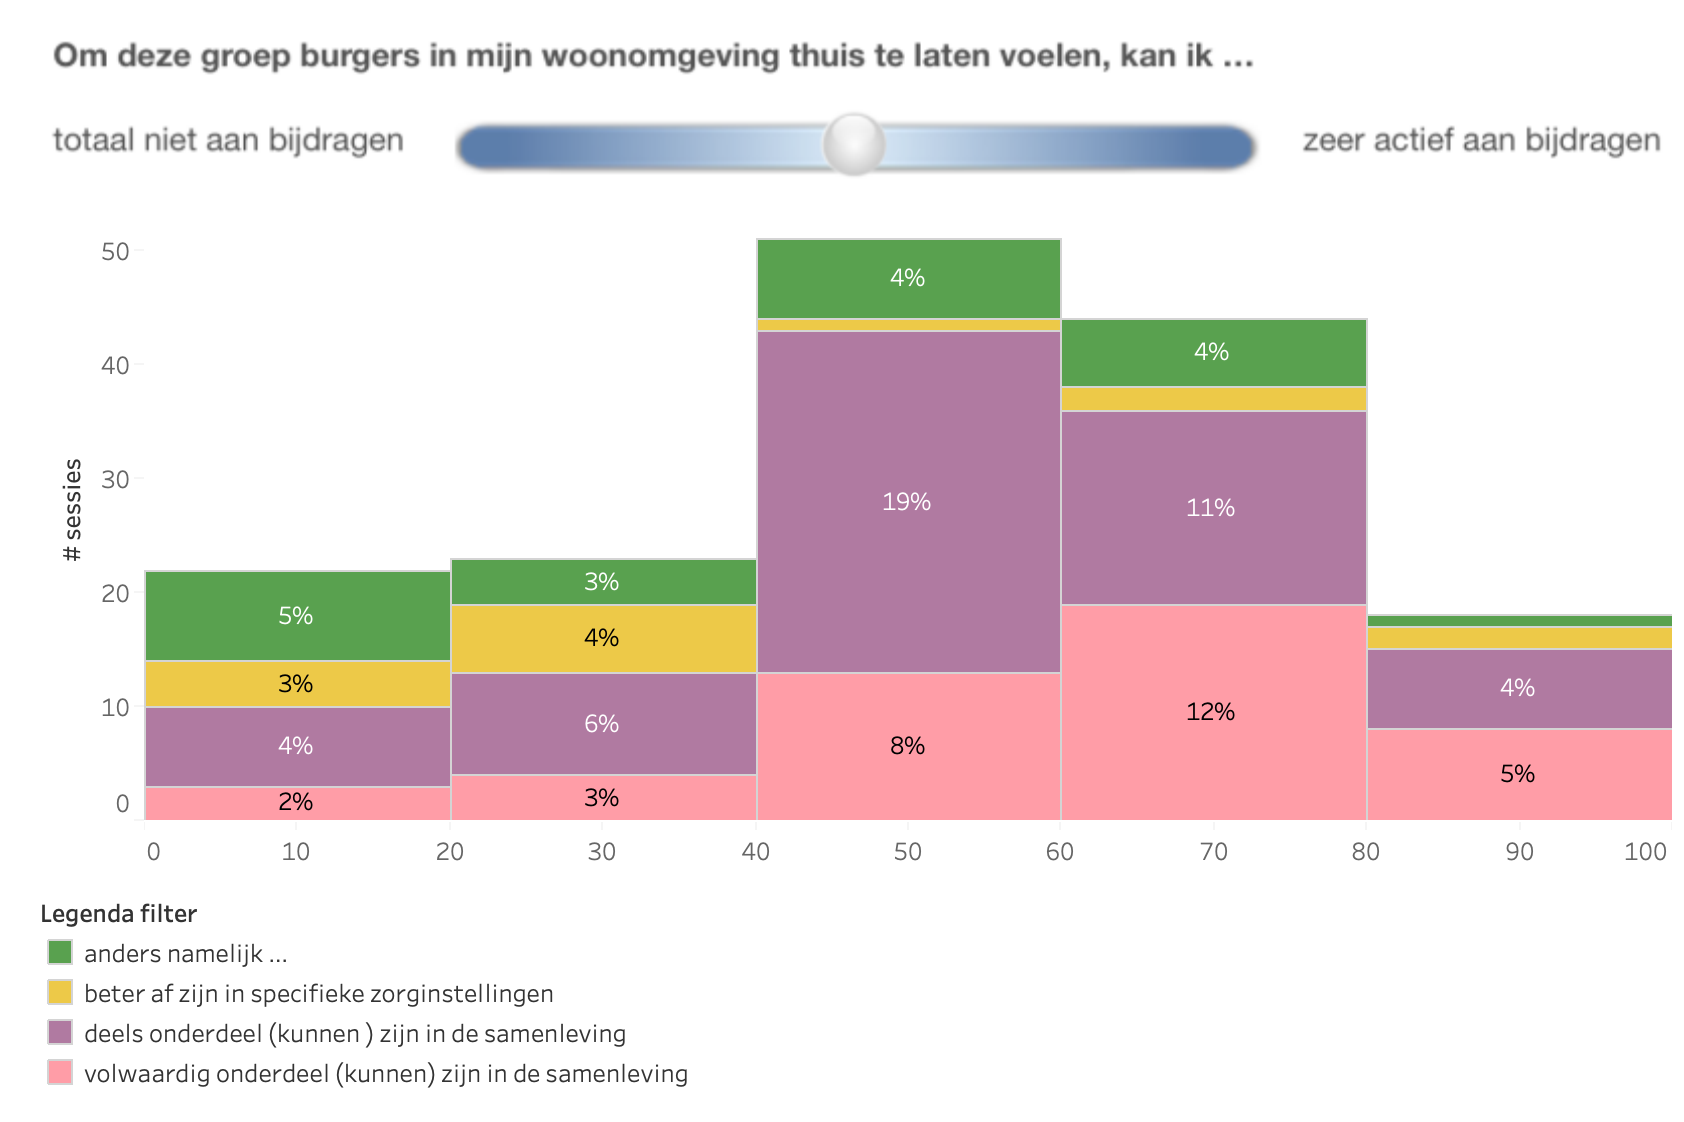 Om deze groep burgers in mijn woonomgeving thuis te laten voelen, kan ik ...
totaal niet aan bijdragen
zeer actief aan bijdragen
# sessies
50
40
30
20
10
0
4%
19%
8%
4%
11%
12%
5%
3%
4%
2%
3%
4%
6%
3%
4%
5%
0 10 20 30 40 50 60 70 80 90 100
Legenda filter
anders namelijk ...
beter af zijn in specifieke zorginstellingen
deels onderdeel (kunnen ) zijn in de samenleving
volwaardig onderdeel (kunnen) zijn in de samenleving